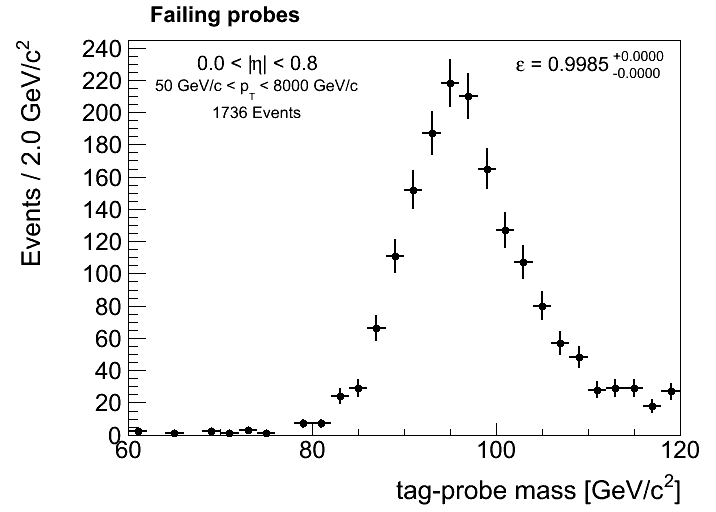 Failing probes
0.0 < |η| < 0.8
50 GeV/c < p_T < 8000 GeV/c
1736 Events
ε = 0.9985 +0.0000 -0.0000
Events / 2.0 GeV/c²
240
220
200
180
160
140
120
100
80
60
40
20
0
60 80 100 120
tag-probe mass [GeV/c²]